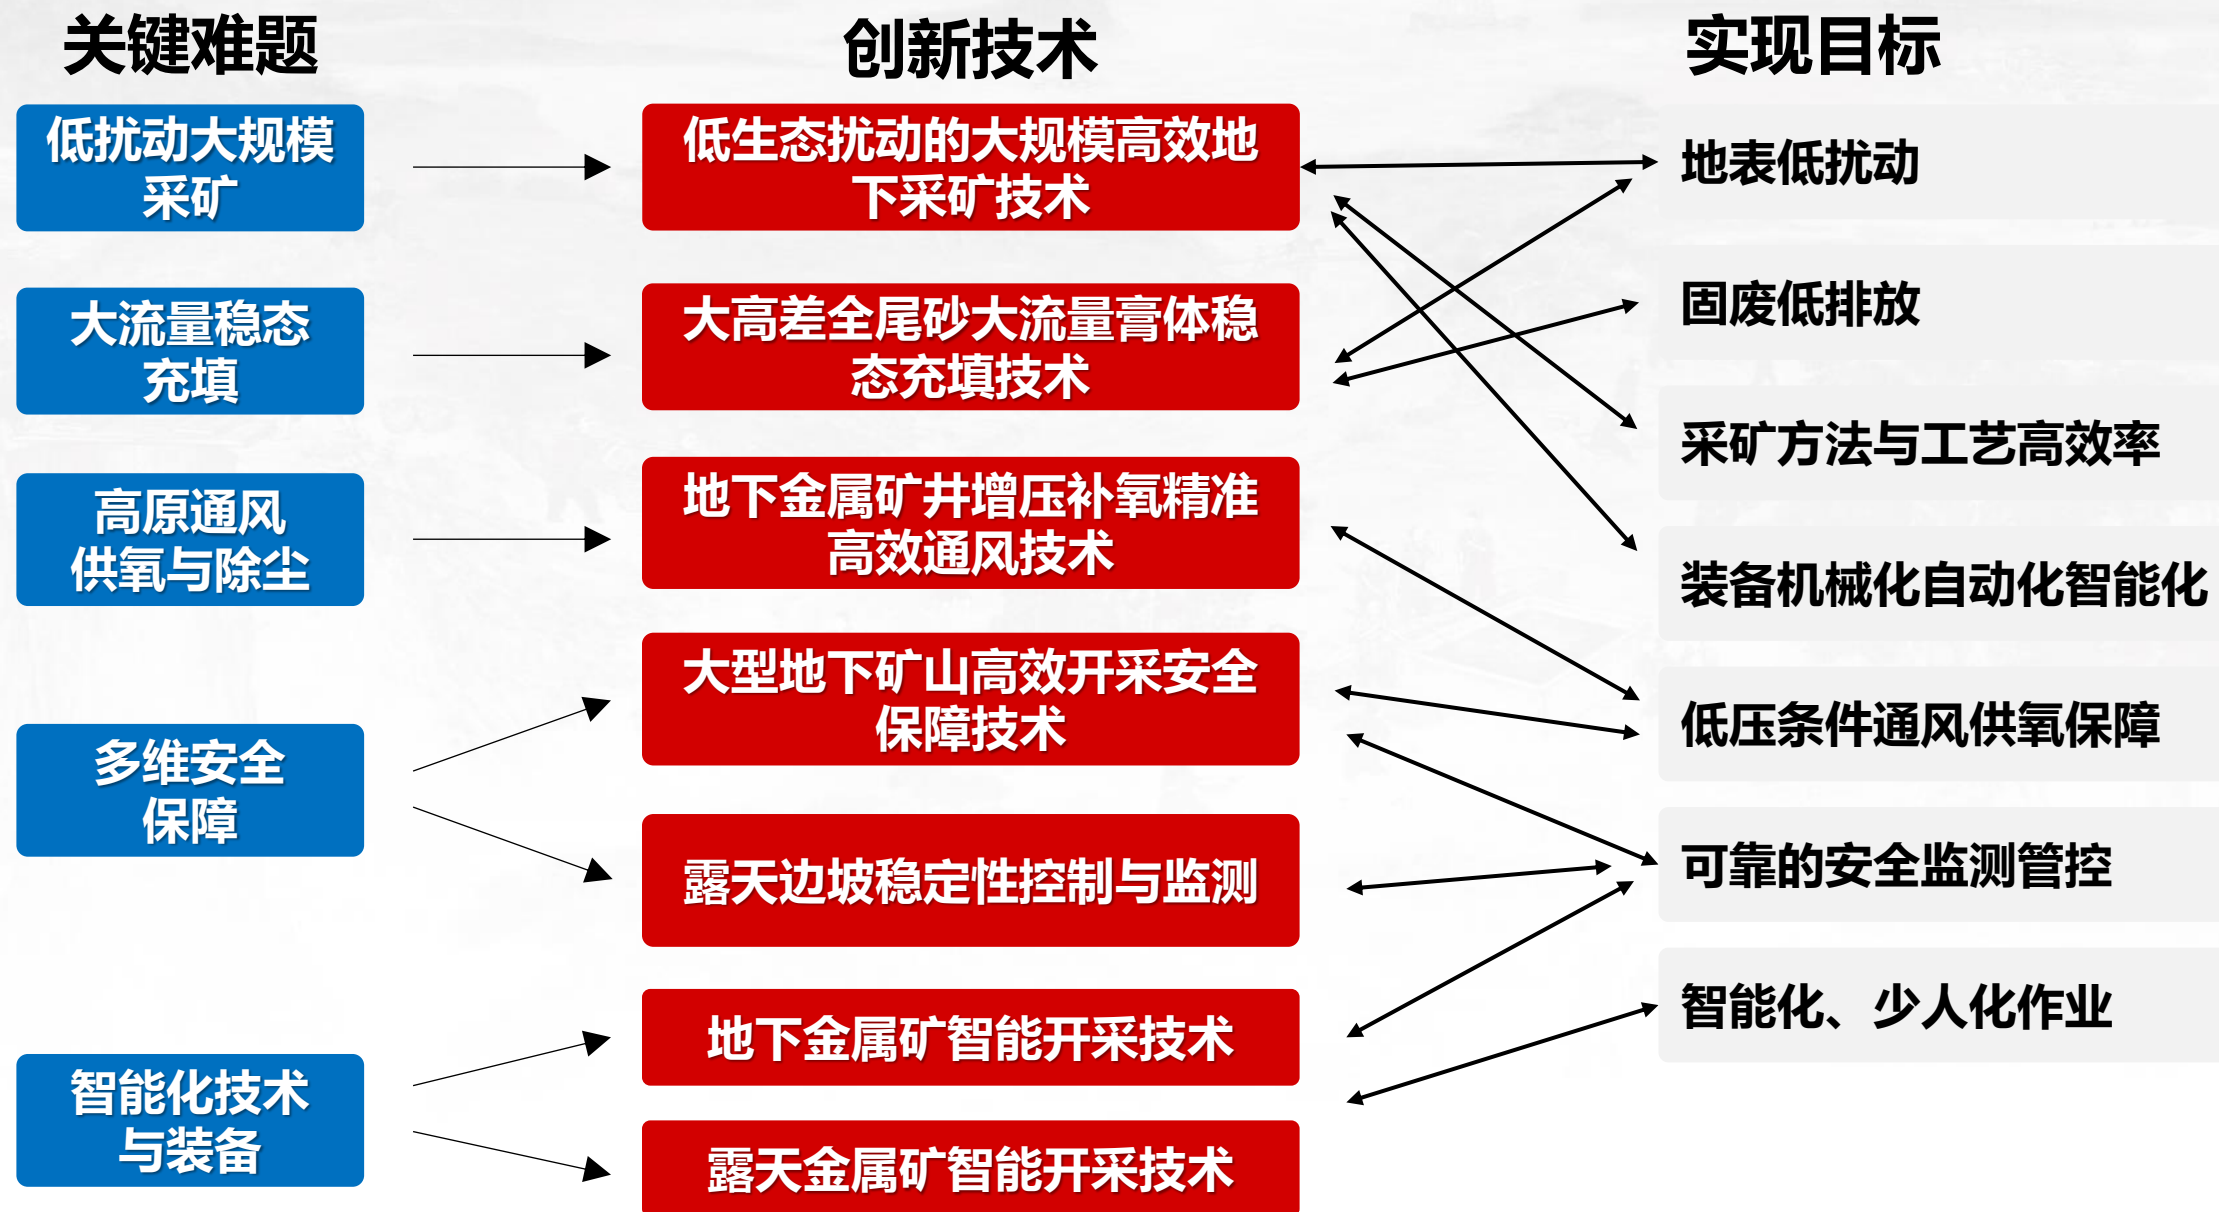 关键难题
创新技术
实现目标
低扰动大规模
采矿
低生态扰动的大规模高效地
下采矿技术
地表低扰动
大流量稳态
充填
大高差全尾砂大流量膏体稳
态充填技术
固废低排放
采矿方法与工艺高效率
高原通风
供氧与除尘
地下金属矿井增压补氧精准
高效通风技术
装备机械化自动化智能化
多维安全
保障
大型地下矿山高效开采安全
保障技术
低压条件通风供氧保障
露天边坡稳定性控制与监测
可靠的安全监测管控
智能化技术
与装备
地下金属矿智能开采技术
智能化、少人化作业
露天金属矿智能开采技术